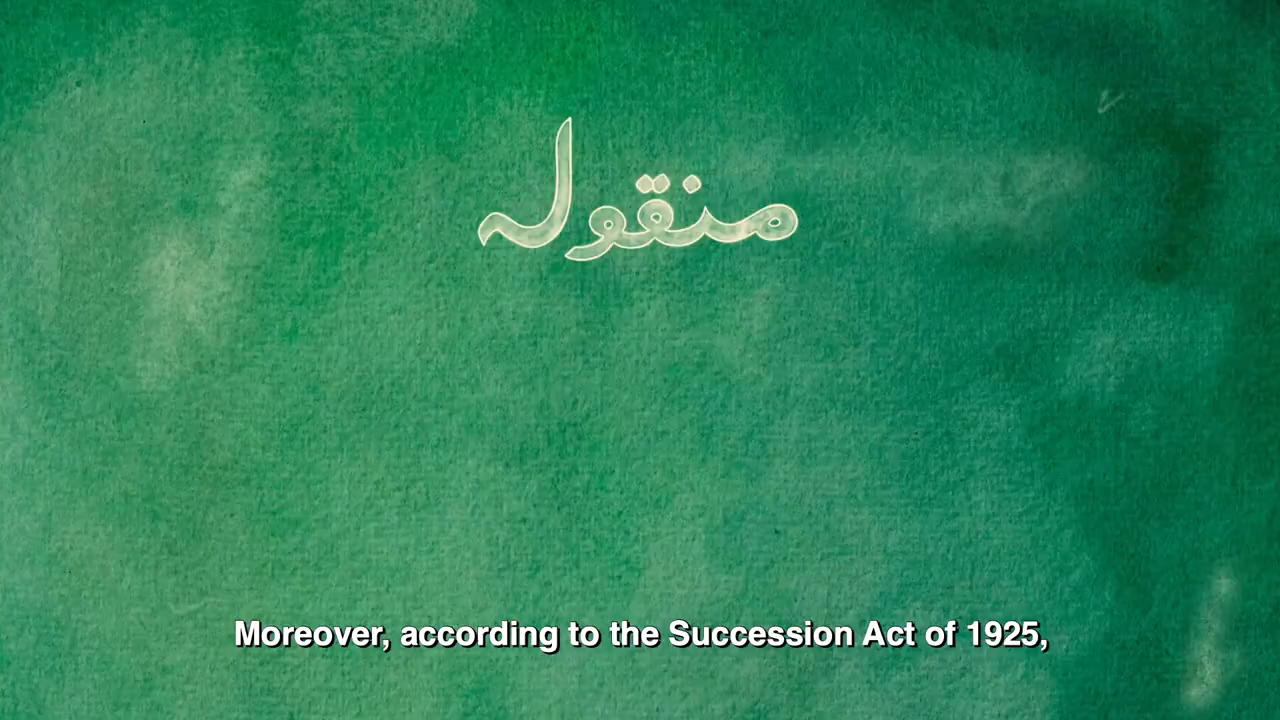 منقولہ
Moreover, according to the Succession Act of 1925,